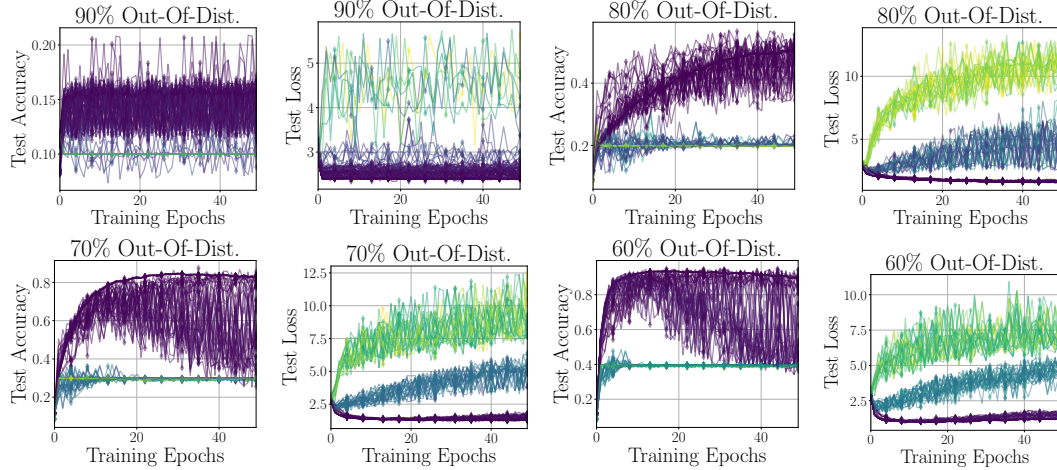 90% Out-Of-Dist.
Test Accuracy
0.20
0.15
0.10
0 20 40
Training Epochs
90% Out-Of-Dist.
Test Loss
5
4
3
0 20 40
Training Epochs
80% Out-Of-Dist.
Test Accuracy
0.4
0.2
0 20 40
Training Epochs
80% Out-Of-Dist.
Test Loss
10
5
0 20 40
Training Epochs
70% Out-Of-Dist.
Test Accuracy
0.8
0.6
0.4
0.2
0 20 40
Training Epochs
70% Out-Of-Dist.
Test Loss
12.5
10.0
7.5
5.0
2.5
0 20 40
Training Epochs
60% Out-Of-Dist.
Test Accuracy
0.8
0.6
0.4
0.2
0 20 40
Training Epochs
60% Out-Of-Dist.
Test Loss
10.0
7.5
5.0
2.5
0 20 40
Training Epochs